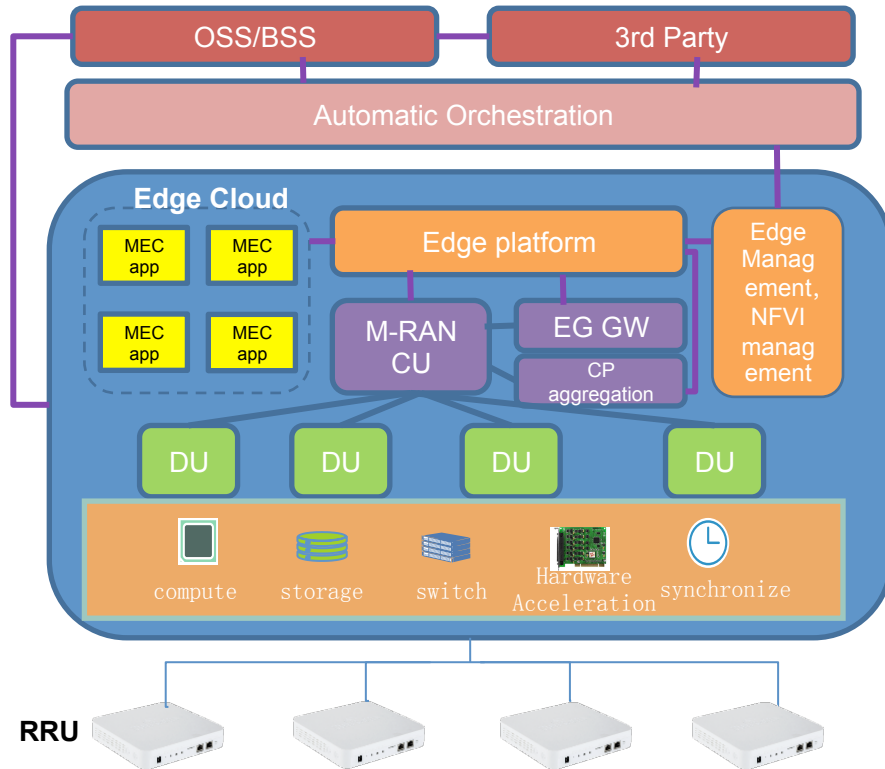 OSS/BSS
3rd Party
Automatic Orchestration
Edge Cloud
MEC
app
MEC
app
MEC
app
MEC
app
Edge platform
Edge
Manag
ement,
NFVI
manag
ement
M-RAN
CU
EG GW
CP
aggregation
DU
DU
DU
DU
compute
storage
switch
Hardware
Acceleration
synchronize
RRU